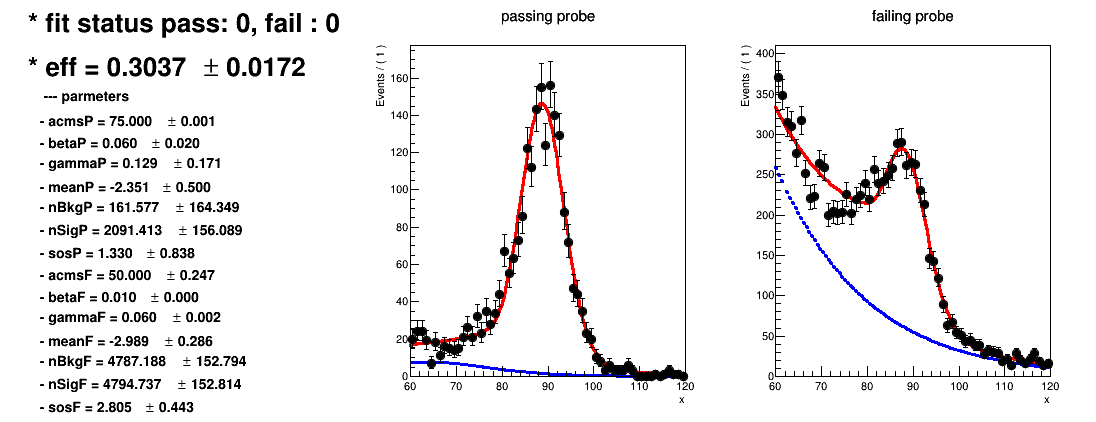 * fit status pass: 0, fail : 0
* eff = 0.3037 ± 0.0172
--- parmeters
- acmsP = 75.000 ± 0.001
- betaP = 0.060 ± 0.020
- gammaP = 0.129 ± 0.171
- meanP = -2.351 ± 0.500
- nBkgP = 161.577 ± 164.349
- nSigP = 2091.413 ± 156.089
- sosP = 1.330 ± 0.838
- acmsF = 50.000 ± 0.247
- betaF = 0.010 ± 0.000
- gammaF = 0.060 ± 0.002
- meanF = -2.989 ± 0.286
- nBkgF = 4787.188 ± 152.794
- nSigF = 4794.737 ± 152.814
- sosF = 2.805 ± 0.443
passing probe
Events / ( 1 )
160
140
120
100
80
60
40
20
0
60 70 80 90 100 110 120
x
failing probe
Events / ( 1 )
400
350
300
250
200
150
100
50
0
60 70 80 90 100 110 120
x